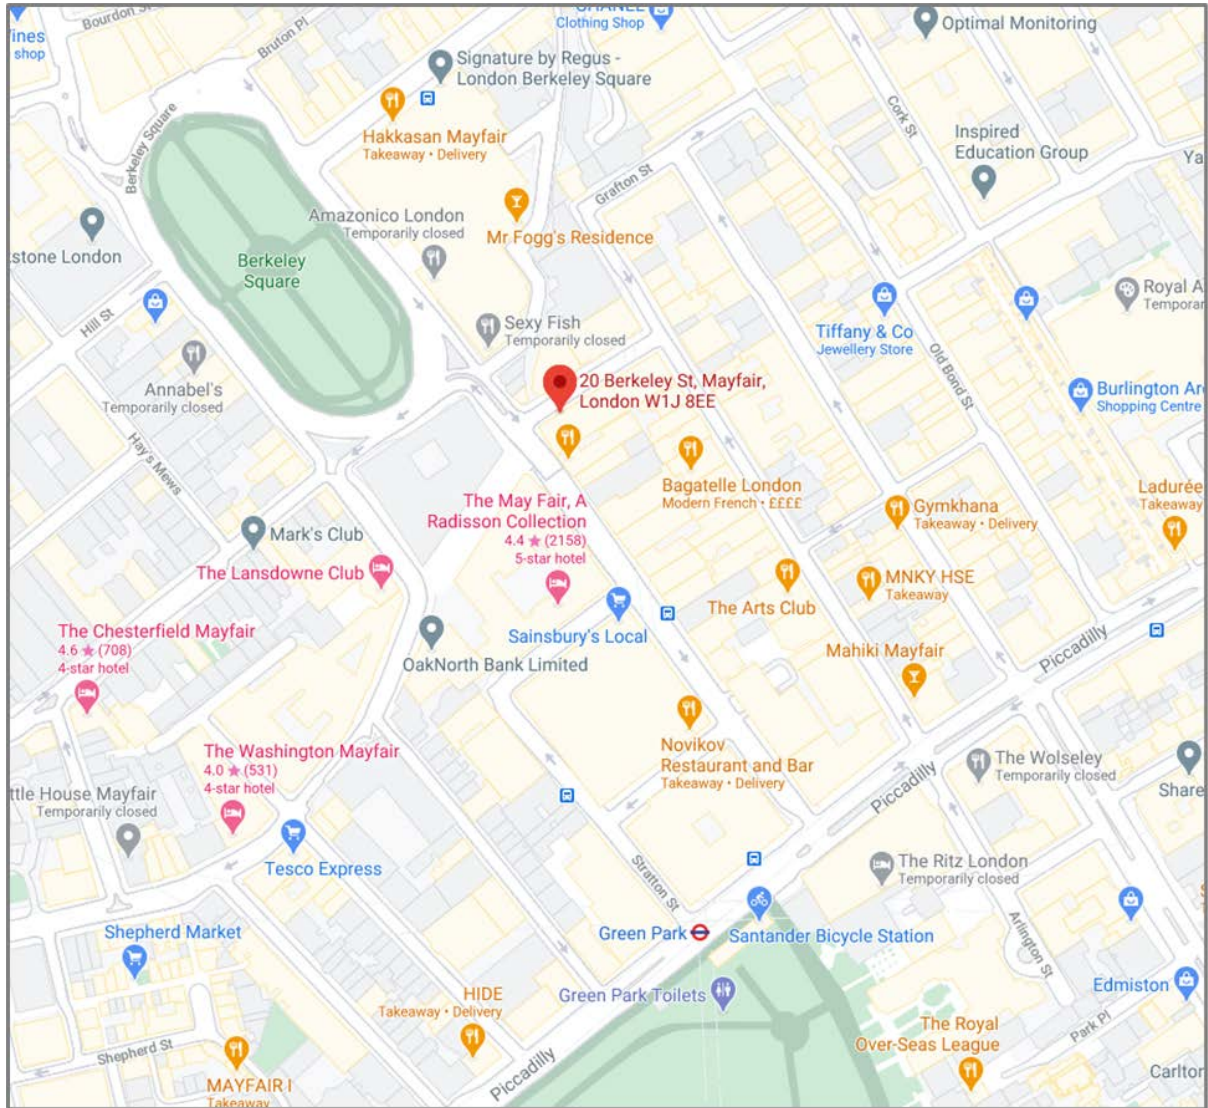 Bourdon S
Bruton Pl
CHANEL
Clothing Shop
Optimal Monitoring
ines
shop
Signature by Regus -
London Berkeley Square
Berkeley Square
Hakkasan Mayfair
Takeaway • Delivery
Cork St
Inspired
Education Group
Ya
Grafton St
Amazonico London
Temporarily closed
Mr Fogg's Residence
stone London
Berkeley
Square
Royal A
Temporar
Hill St
Sexy Fish
Temporarily closed
Tiffany & Co
Jewellery Store
Old Bond St
Annabel's
Temporarily closed
20 Berkeley St, Mayfair,
London W1J 8EE
Burlington Ar
Shopping Centre
Hay's Mews
Bagatelle London
Modern French • ££££
The May Fair, A
Radisson Collection
4.4 ★ (2158)
5-star hotel
Gymkhana
Takeaway • Delivery
Ladurée
Takeaway
Mark's Club
The Lansdowne Club
MNKY HSE
Takeaway
The Arts Club
Sainsbury's Local
The Chesterfield Mayfair
4.6 ★ (708)
4-star hotel
OakNorth Bank Limited
Mahiki Mayfair
Piccadilly
The Washington Mayfair
4.0 ★ (531)
4-star hotel
Novikov
Restaurant and Bar
Takeaway • Delivery
The Wolseley
Temporarily closed
Piccadilly
Share
ttle House Mayfair
Temporarily closed
Tesco Express
Stratton St
The Ritz London
Temporarily closed
Shepherd Market
Green Park
Santander Bicycle Station
Arlington St
HIDE
Takeaway • Delivery
Green Park Toilets
Edmiston
The Royal
Over-Seas League
Park Pl
Shepherd St
Piccadilly
MAYFAIR I
Takeaway
Carlton